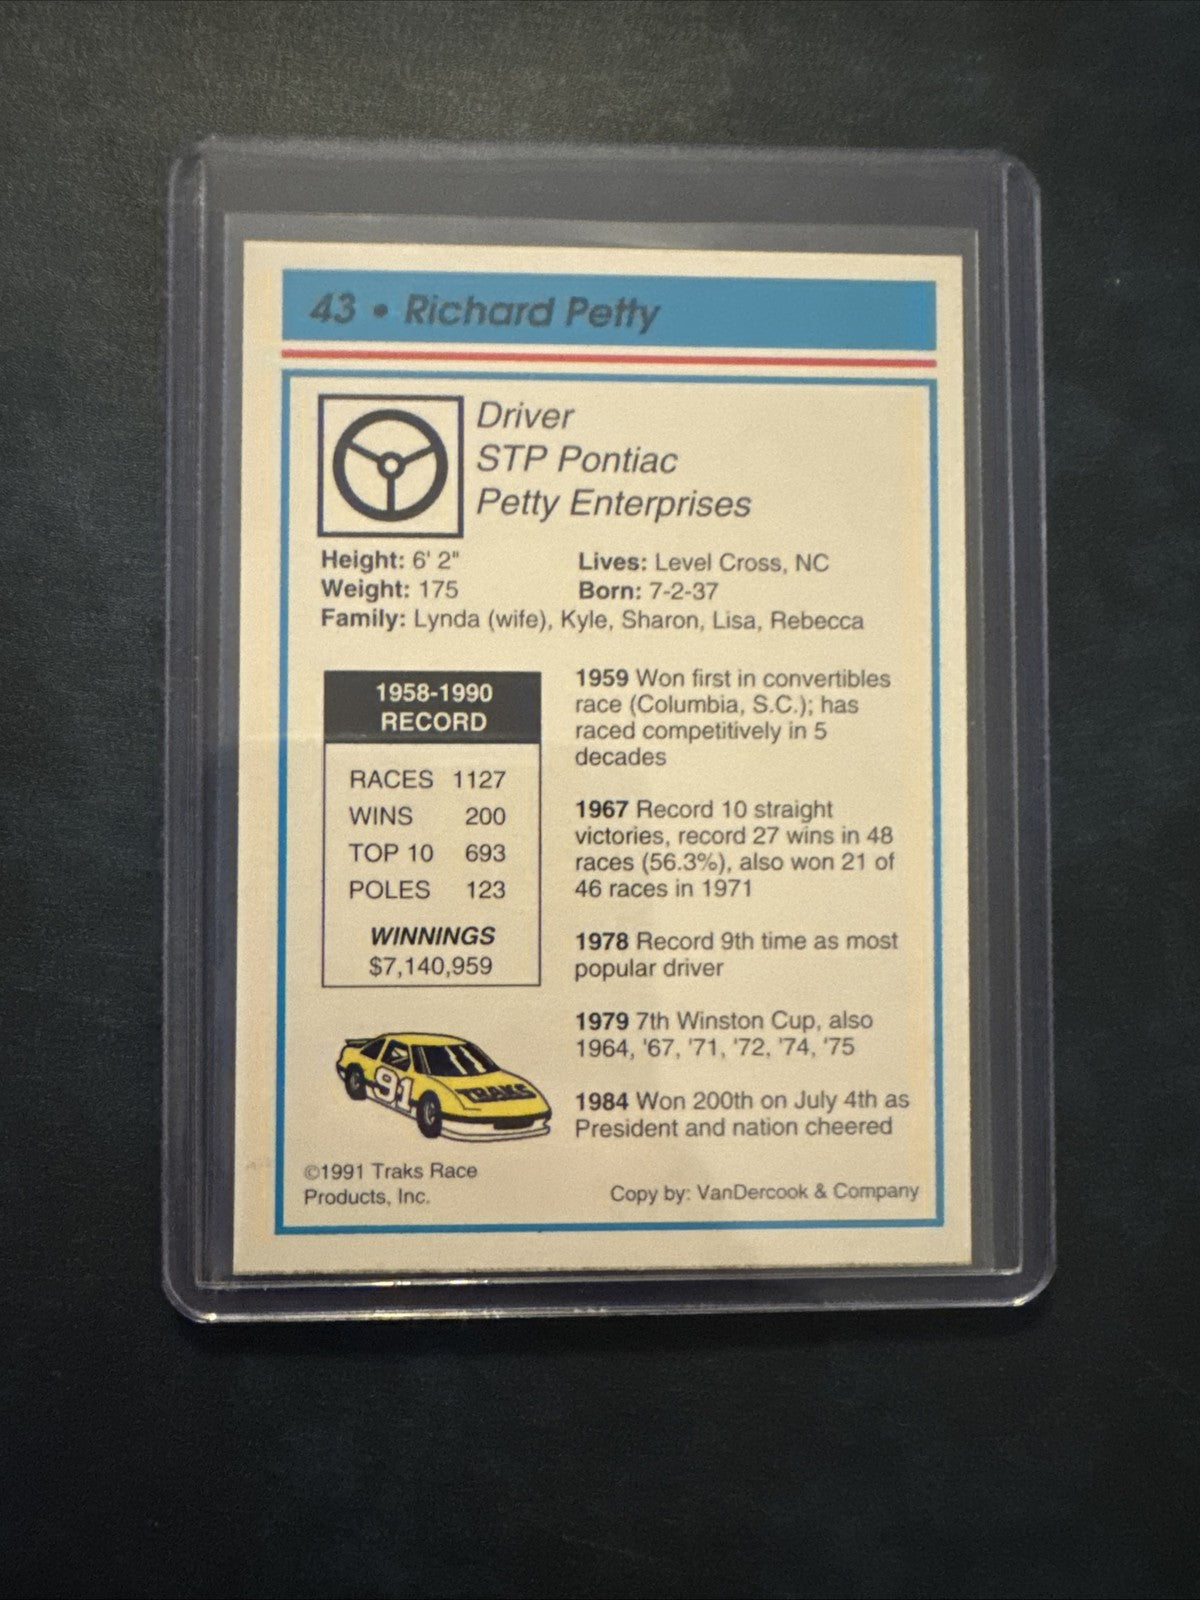 43 • Richard Petty
Driver
STP Pontiac
Petty Enterprises
Height: 6' 2"
Lives: Level Cross, NC
Weight: 175
Born: 7-2-37
Family: Lynda (wife), Kyle, Sharon, Lisa, Rebecca
1958-1990
RECORD
RACES 1127
WINS 200
TOP 10 693
POLES 123
WINNINGS
$7,140,959
1959 Won first in convertibles
race (Columbia, S.C.); has
raced competitively in 5
decades
1967 Record 10 straight
victories, record 27 wins in 48
races (56.3%), also won 21 of
46 races in 1971
1978 Record 9th time as most
popular driver
1979 7th Winston Cup, also
1964, '67, '71, '72, '74, '75
1984 Won 200th on July 4th as
President and nation cheered
91
TRAKS
©1991 Traks Race
Products, Inc.
Copy by: VanDercook & Company